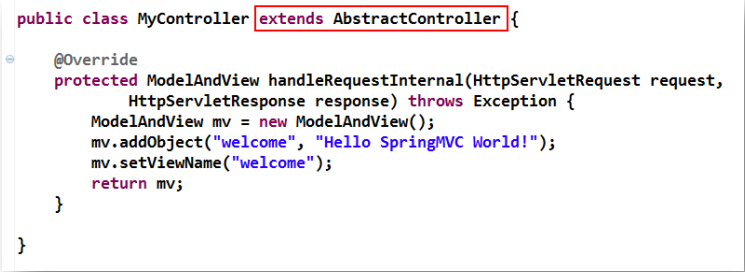 public class MyController extends AbstractController {
@Override
protected ModelAndView handleRequestInternal(HttpServletRequest request,
HttpServletResponse response) throws Exception {
ModelAndView mv = new ModelAndView();
mv.addObject("welcome", "Hello SpringMVC World!");
mv.setViewName("welcome");
return mv;
}
}